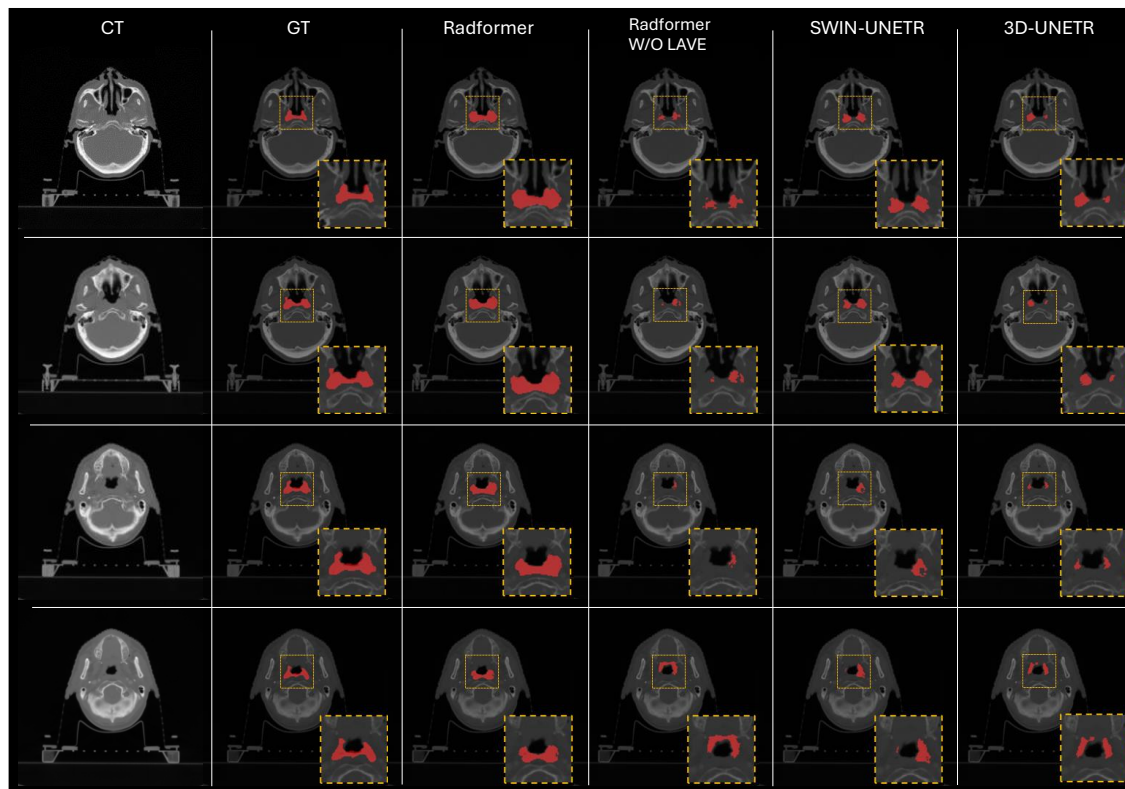 CT
GT
Radformer
Radformer
W/O LAVE
SWIN-UNETR
3D-UNETR